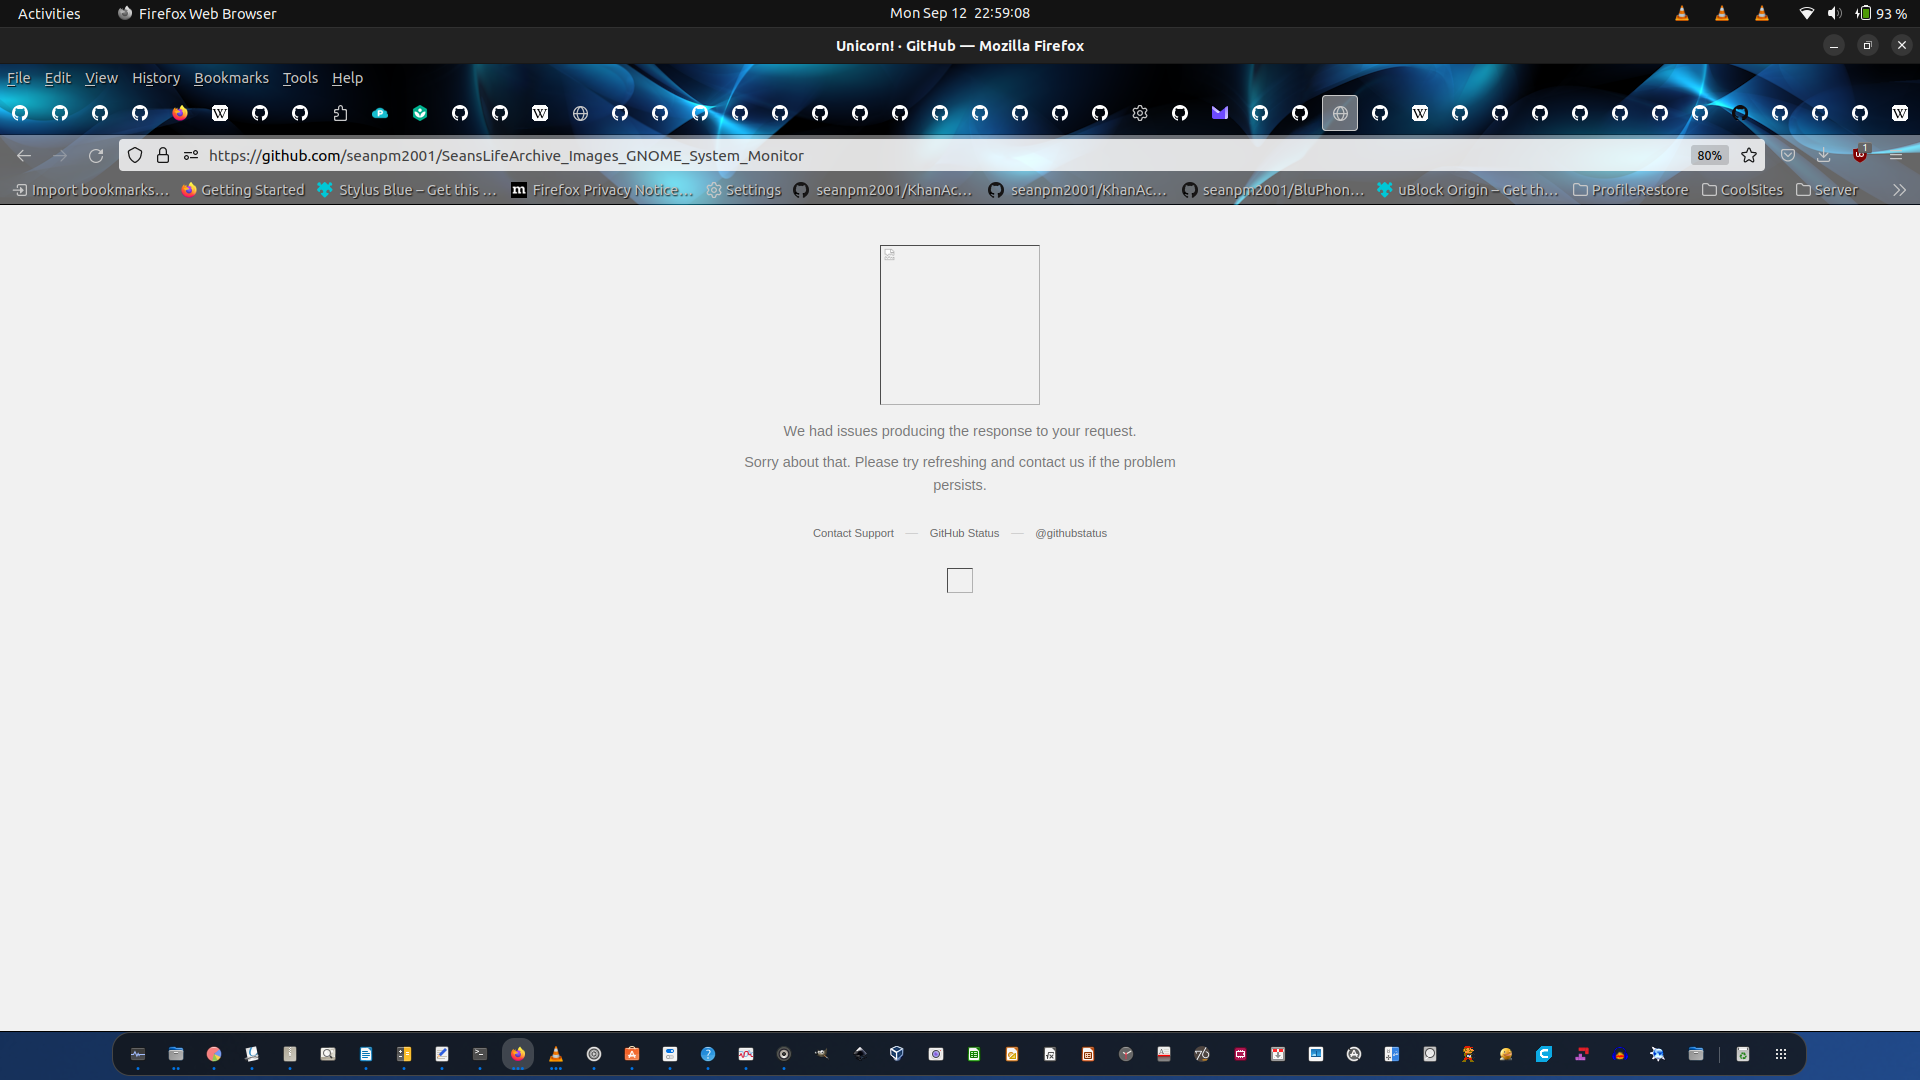 Activities Firefox Web Browser Mon Sep 12 22:59:08 93 %
Unicorn! · GitHub — Mozilla Firefox
File Edit View History Bookmarks Tools Help
https://github.com/seanpm2001/SeansLifeArchive_Images_GNOME_System_Monitor 80% 1
Import bookmarks… Getting Started Stylus Blue – Get this … Firefox Privacy Notice… Settings seanpm2001/KhanAc… seanpm2001/KhanAc… seanpm2001/BluPhon… uBlock Origin – Get th… ProfileRestore CoolSites Server
We had issues producing the response to your request.
Sorry about that. Please try refreshing and contact us if the problem
persists.
Contact Support — GitHub Status — @githubstatus